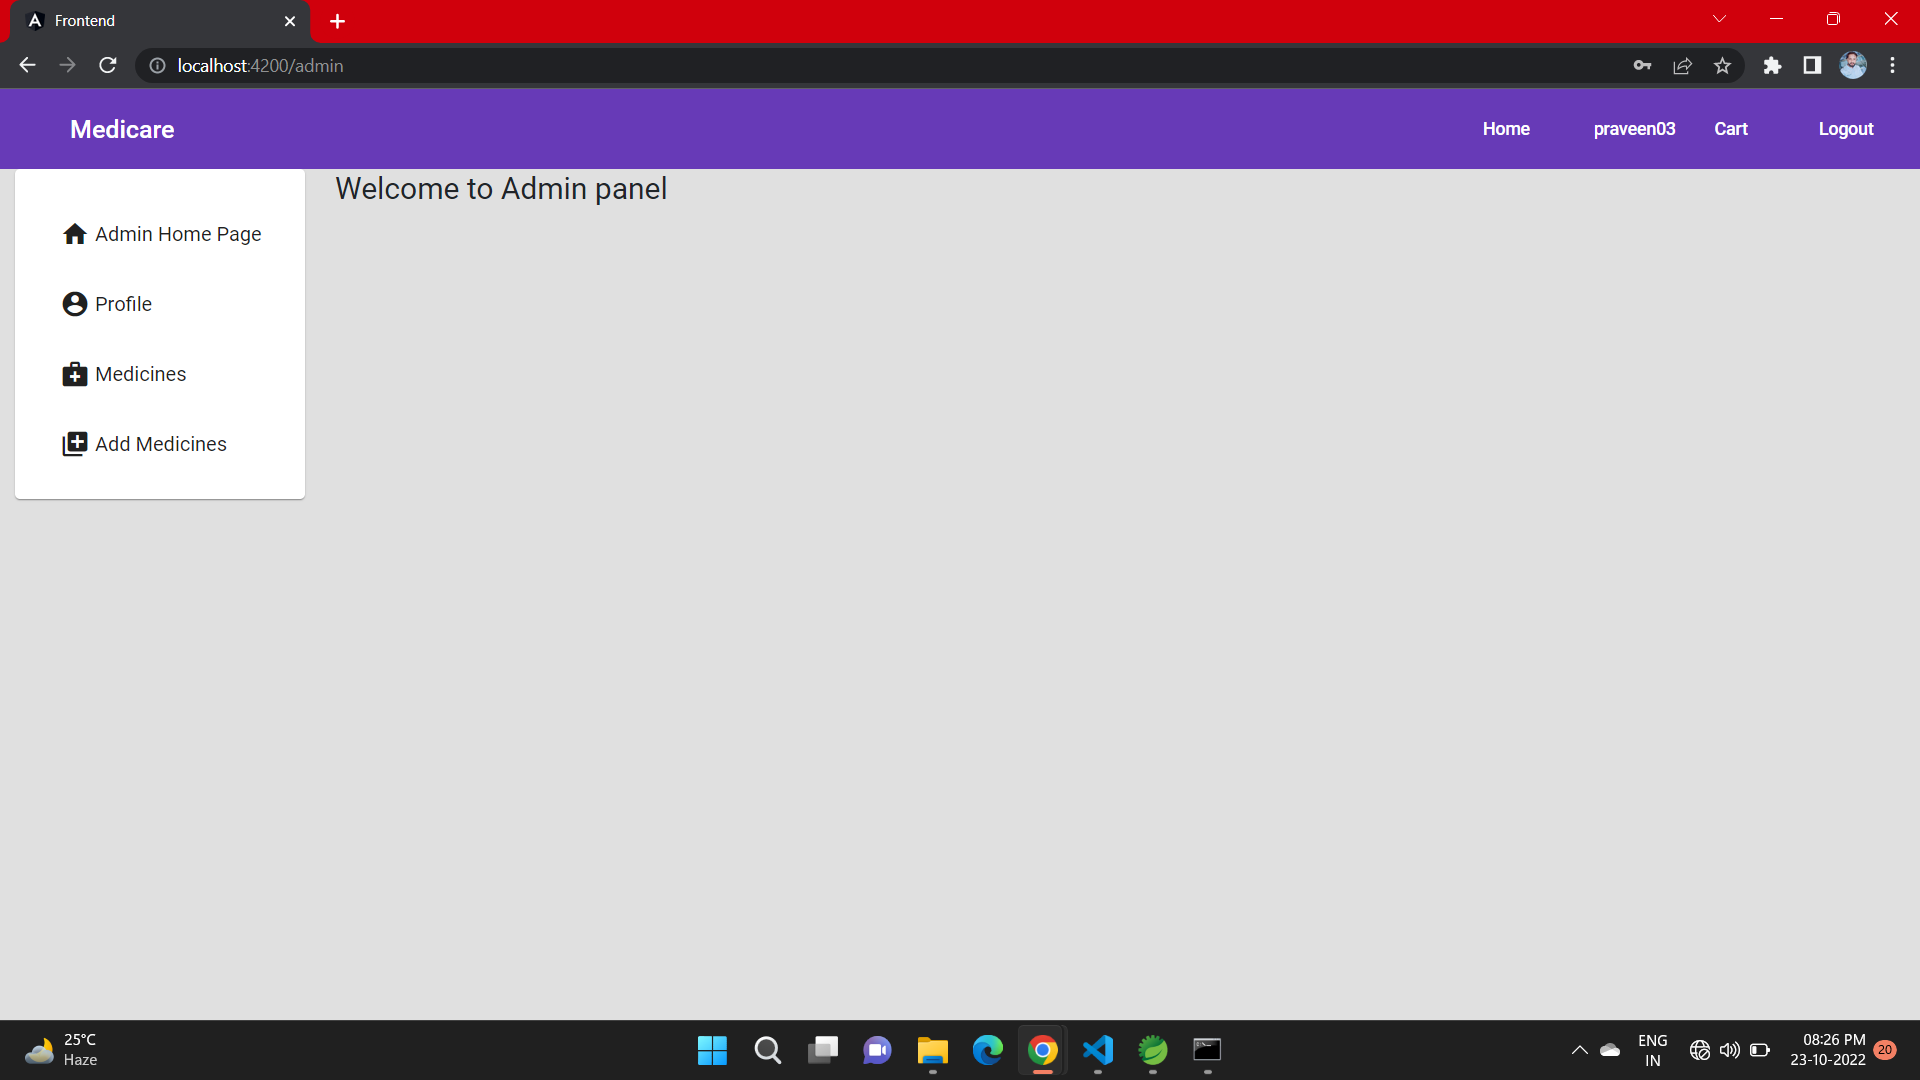 Frontend
localhost:4200/admin
Medicare
Home praveen03 Cart Logout
Welcome to Admin panel
Admin Home Page
Profile
Medicines
Add Medicines
25°C
Haze
ENG
IN
08:26 PM
23-10-2022
20